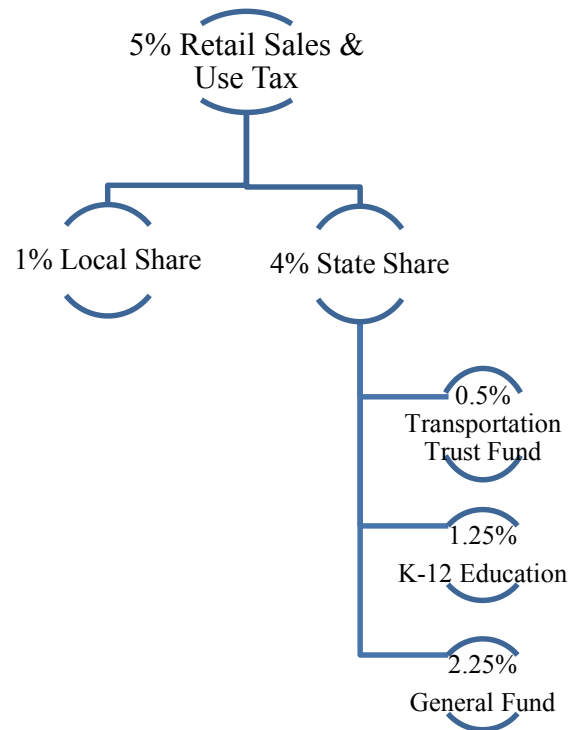 5% Retail Sales &
Use Tax
1% Local Share
4% State Share
0.5%
Transportation
Trust Fund
1.25%
K-12 Education
2.25%
General Fund